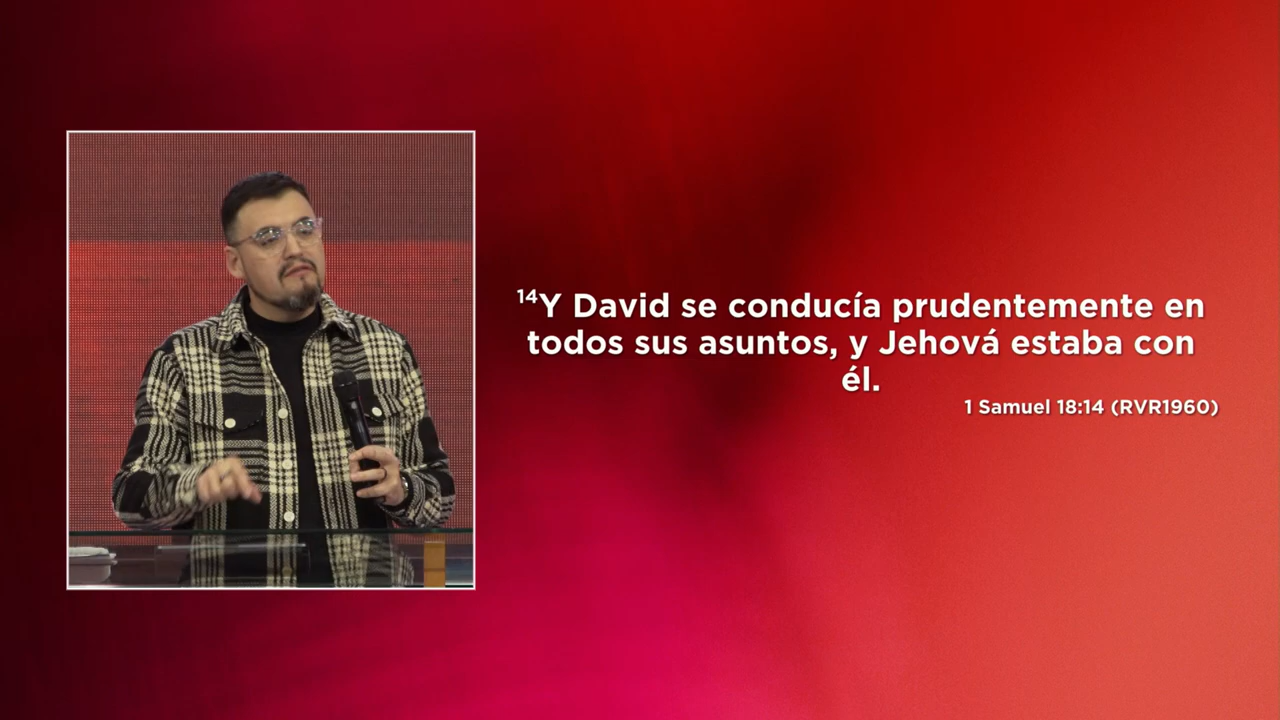 ¹⁴Y David se conducía prudentemente en
todos sus asuntos, y Jehová estaba con
él.
1 Samuel 18:14 (RVR1960)